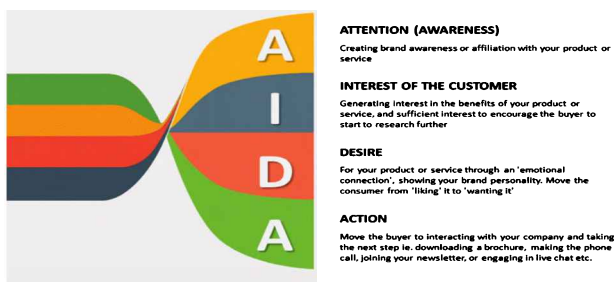 A
I
D
A
ATTENTION (AWARENESS)
Creating brand awareness or affiliation with your product or
service
INTEREST OF THE CUSTOMER
Generating interest in the benefits of your product or
service, and sufficient interest to encourage the buyer to
start to research further
DESIRE
For your product or service through an 'emotional
connection', showing your brand personality. Move the
consumer from 'liking' it to 'wanting it'
ACTION
Move the buyer to interacting with your company and taking
the next step ie. downloading a brochure, making the phone
call, joining your newsletter, or engaging in live chat etc.